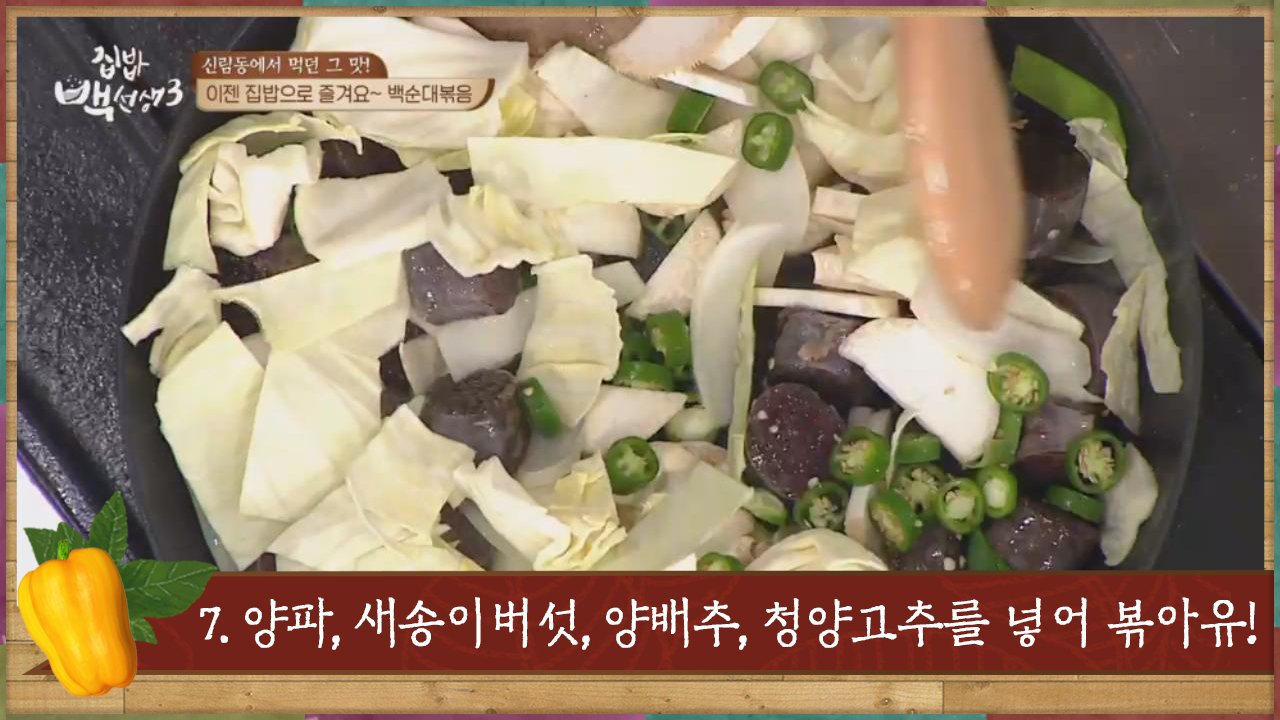 집밥
백선생3
신림동에서 먹던 그 맛!
이젠 집밥으로 즐겨요~ 백순대볶음
7. 양파, 새송이버섯, 양배추, 청양고추를 넣어 볶아유!